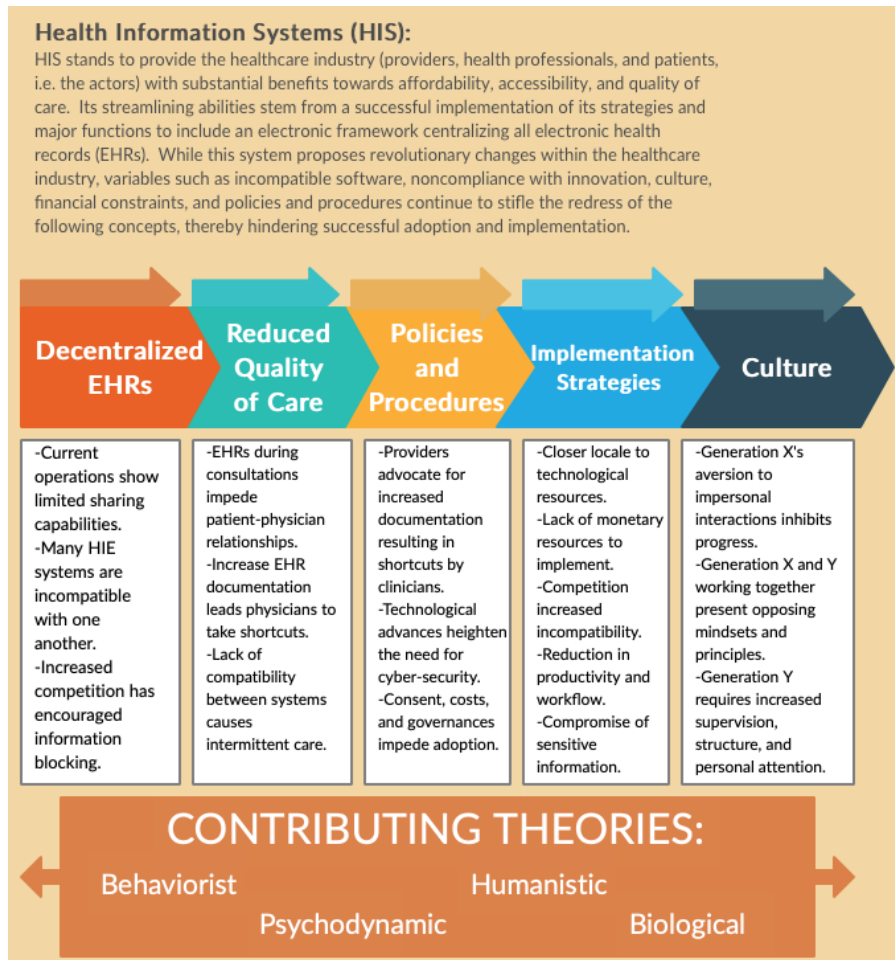 Health Information Systems (HIS):
HIS stands to provide the healthcare industry (providers, health professionals, and patients,
i.e. the actors) with substantial benefits towards affordability, accessibility, and quality of
care.  Its streamlining abilities stem from a successful implementation of its strategies and
major functions to include an electronic framework centralizing all electronic health
records (EHRs).  While this system proposes revolutionary changes within the healthcare
industry, variables such as incompatible software, noncompliance with innovation, culture,
financial constraints, and policies and procedures continue to stifle the redress of the
following concepts, thereby hindering successful adoption and implementation.
Decentralized
EHRs
Reduced
Quality
of Care
Policies
and
Procedures
Implementation
Strategies
Culture
-Current
operations show
limited sharing
capabilities.
-Many HIE
systems are
incompatible
with one
another.
-Increased
competition has
encouraged
information
blocking.
-EHRs during
consultations
impede
patient-physician
relationships.
-Increase EHR
documentation
leads physicians to
take shortcuts.
-Lack of
compatibility
between systems
causes
intermittent care.
-Providers
advocate for
increased
documentation
resulting in
shortcuts by
clinicians.
-Technological
advances heighten
the need for
cyber-security.
-Consent, costs,
and governances
impede adoption.
-Closer locale to
technological
resources.
-Lack of monetary
resources to
implement.
-Competition
increased
incompatibility.
-Reduction in
productivity and
workflow.
-Compromise of
sensitive
information.
-Generation X's
aversion to
impersonal
interactions inhibits
progress.
-Generation X and Y
working together
present opposing
mindsets and
principles.
-Generation Y
requires increased
supervision,
structure, and
personal attention.
CONTRIBUTING THEORIES:
Behaviorist
Humanistic
Psychodynamic
Biological